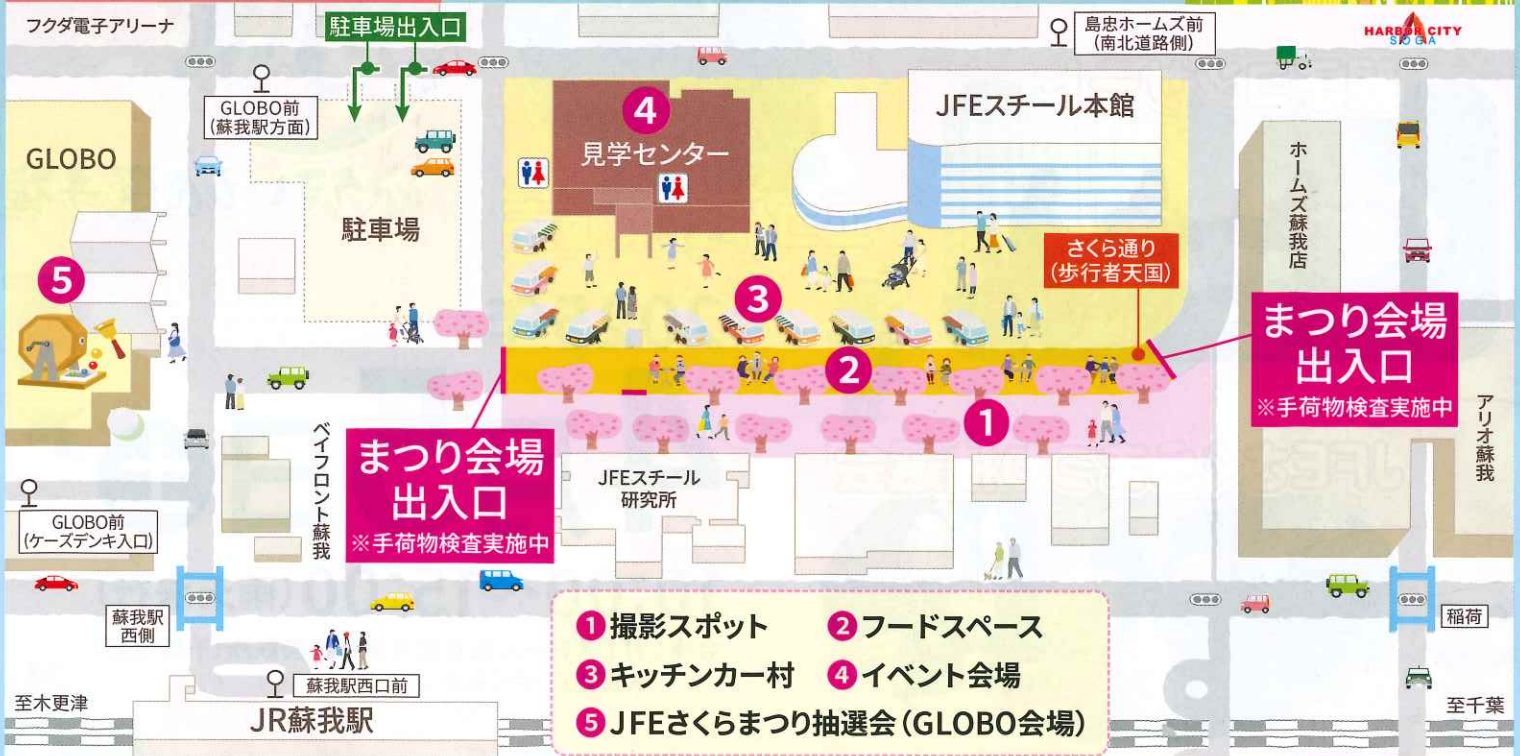 フクダ電子アリーナ
駐車場出入口
島忠ホームズ前
(南北道路側)
HARBOR CITY
SOGA
GLOBO前
(蘇我駅方面)
4
見学センター
JFEスチール本館
GLOBO
駐車場
ホームズ蘇我店
5
3
さくら通り
(歩行者天国)
まつり会場
出入口
※手荷物検査実施中
2
1
アリオ蘇我
ベイフロント蘇我
まつり会場
出入口
※手荷物検査実施中
JFEスチール
研究所
GLOBO前
(ケーズデンキ入口)
蘇我駅
西側
稲荷
蘇我駅西口前
至木更津
JR蘇我駅
至千葉
1 撮影スポット
2 フードスペース
3 キッチンカー村
4 イベント会場
5 JFEさくらまつり抽選会(GLOBO会場)